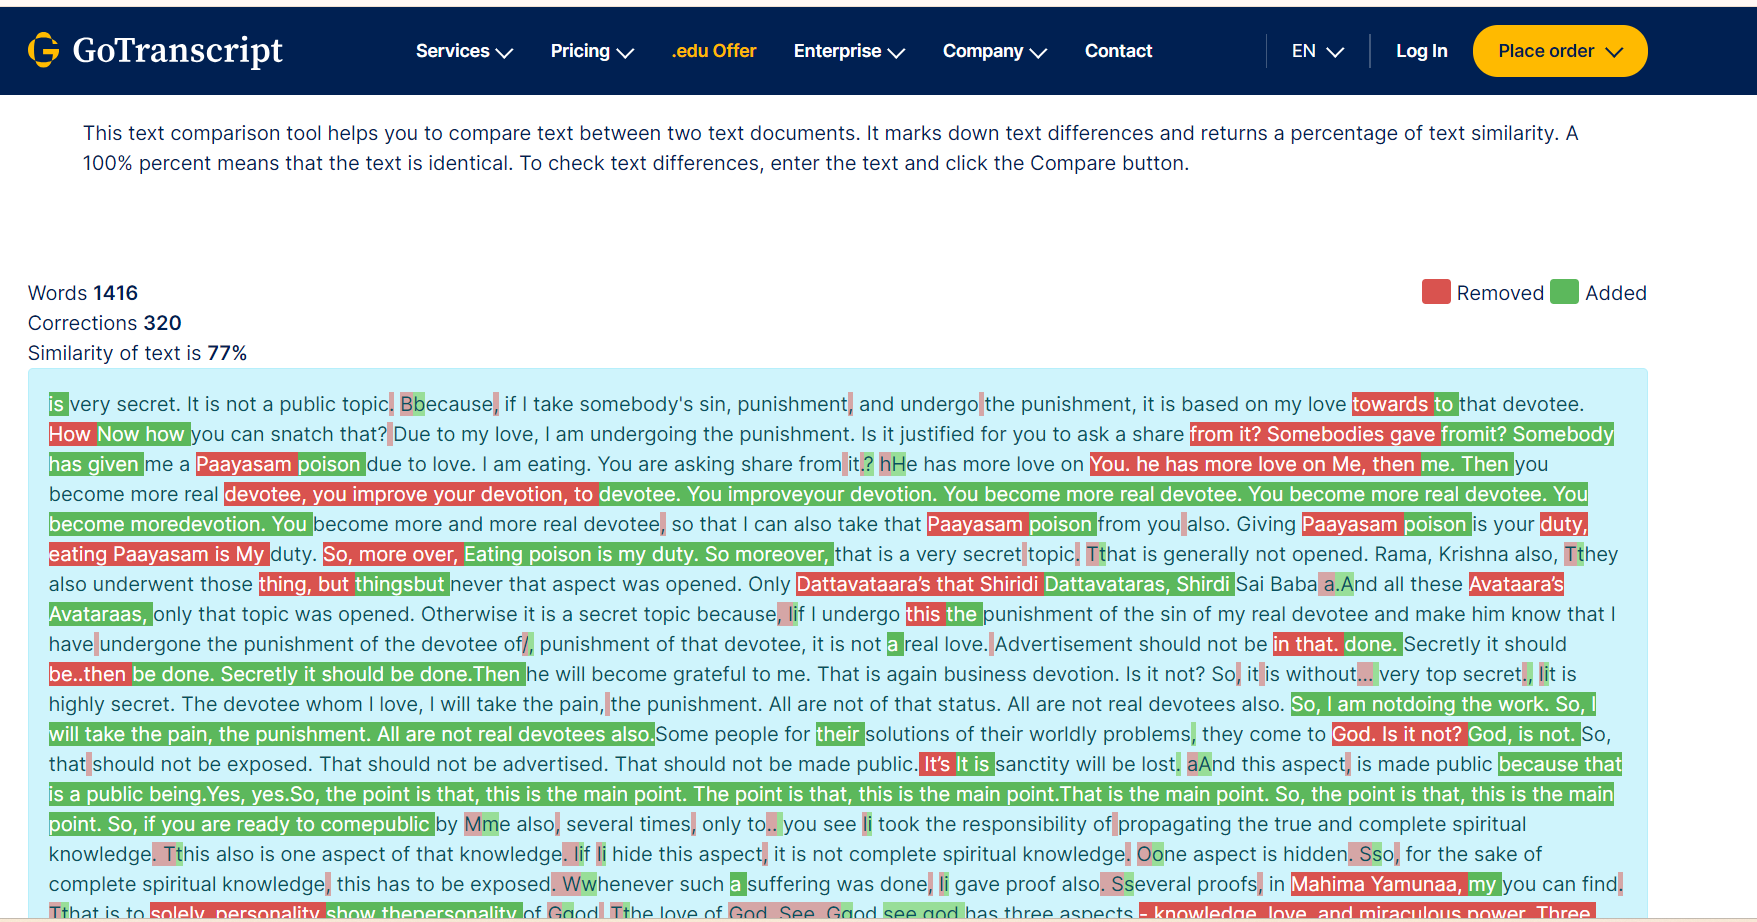 GoTranscript Services Pricing .edu Offer Enterprise Company Contact EN Log In Place order
This text comparison tool helps you to compare text between two text documents. It marks down text differences and returns a percentage of text similarity. A
100% percent means that the text is identical. To check text differences, enter the text and click the Compare button.
Words 1416
Removed Added
Corrections 320
Similarity of text is 77%
is very secret. It is not a public topic. Bbecause, if I take somebody's sin, punishment, and undergo the punishment, it is based on my love towards to that devotee.
How Now how you can snatch that? Due to my love, I am undergoing the punishment. Is it justified for you to ask a share from it? Somebodies gave fromit? Somebody
has given me a Paayasam poison due to love. I am eating. You are asking share from it.? hHe has more love on You. he has more love on Me, then me. Then you
become more real devotee, you improve your devotion, to devotee. You improveyour devotion. You become more real devotee. You become more real devotee. You
become moredevotion. You become more and more real devotee, so that I can also take that Paayasam poison from you also. Giving Paayasam poison is your duty,
eating Paayasam is My duty. So, more over, Eating poison is my duty. So moreover, that is a very secret topic. Tthat is generally not opened. Rama, Krishna also, Tthey
also underwent those thing, but thingsbut never that aspect was opened. Only Dattavataara's that Shiridi Dattavataras, Shirdi Sai Baba a.And all these Avataara's
Avataraas, only that topic was opened. Otherwise it is a secret topic because, Iif I undergo this the punishment of the sin of my real devotee and make him know that I
have undergone the punishment of the devotee of/, punishment of that devotee, it is not a real love. Advertisement should not be in that. done. Secretly it should
be..then be done. Secretly it should be done.Then he will become grateful to me. That is again business devotion. Is it not? So, it is without... very top secret., Iit is
highly secret. The devotee whom I love, I will take the pain, the punishment. All are not of that status. All are not real devotees also. So, I am notdoing the work. So, I
will take the pain, the punishment. All are not real devotees also.Some people for their solutions of their worldly problems, they come to God. Is it not? God, is not. So,
that should not be exposed. That should not be advertised. That should not be made public. It's It is sanctity will be lost. aAnd this aspect, is made public because that
is a public being.Yes, yes.So, the point is that, this is the main point. The point is that, this is the main point.That is the main point. So, the point is that, this is the main
point. So, if you are ready to comepublic by Mme also, several times, only to.. you see Ii took the responsibility of propagating the true and complete spiritual
knowledge. Tthis also is one aspect of that knowledge. Iif Ii hide this aspect, it is not complete spiritual knowledge. Oone aspect is hidden. Sso, for the sake of
complete spiritual knowledge, this has to be exposed. Wwhenever such a suffering was done, Ii gave proof also. Sseveral proofs, in Mahima Yamunaa, my you can find.
Tthat is to solely, personality show thepersonality of Ggod. Tthe love of God. See, Ggod see god has three aspects - knowledge, love, and miraculous power. Three